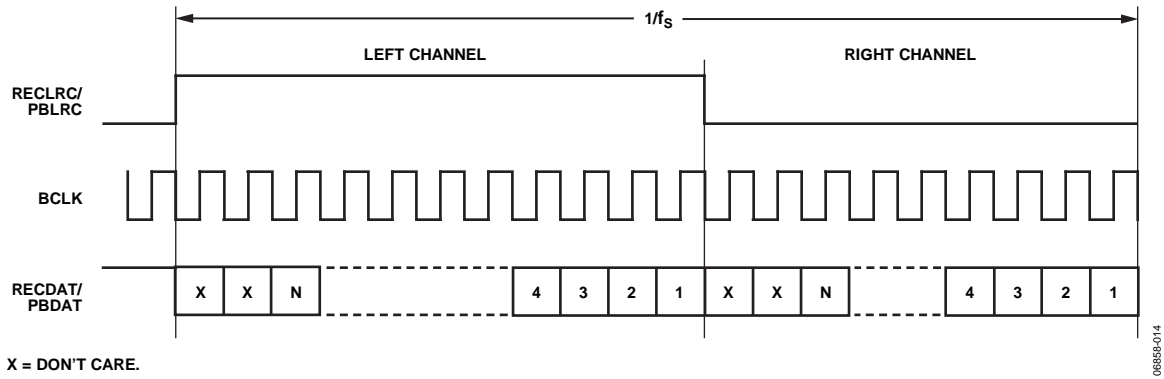 1/fS
LEFT CHANNEL RIGHT CHANNEL
RECLRC/
PBLRC
BCLK
RECDAT/
PBDAT
X X N 4 3 2 1 X X N 4 3 2 1
X = DON'T CARE.
06858-014